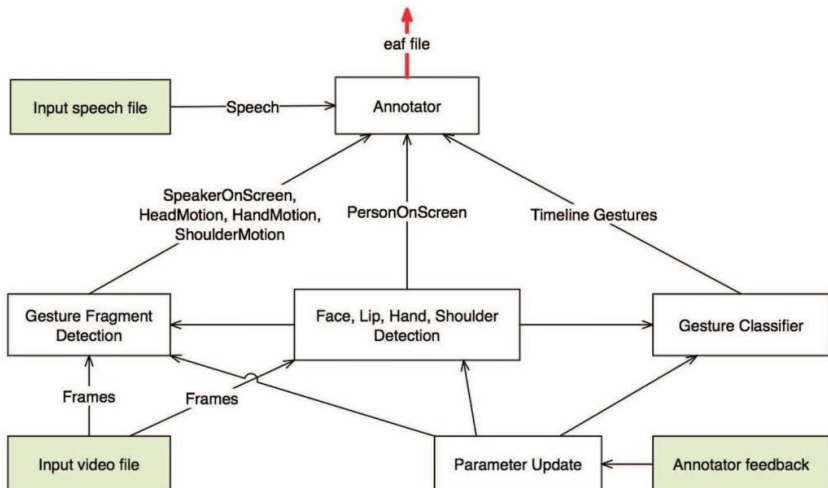 eaf file
Input speech file
Speech
Annotator
SpeakerOnScreen,
HeadMotion, HandMotion,
ShoulderMotion
PersonOnScreen
Timeline Gestures
Gesture Fragment
Detection
Face, Lip, Hand, Shoulder
Detection
Gesture Classifier
Frames
Frames
Input video file
Parameter Update
Annotator feedback